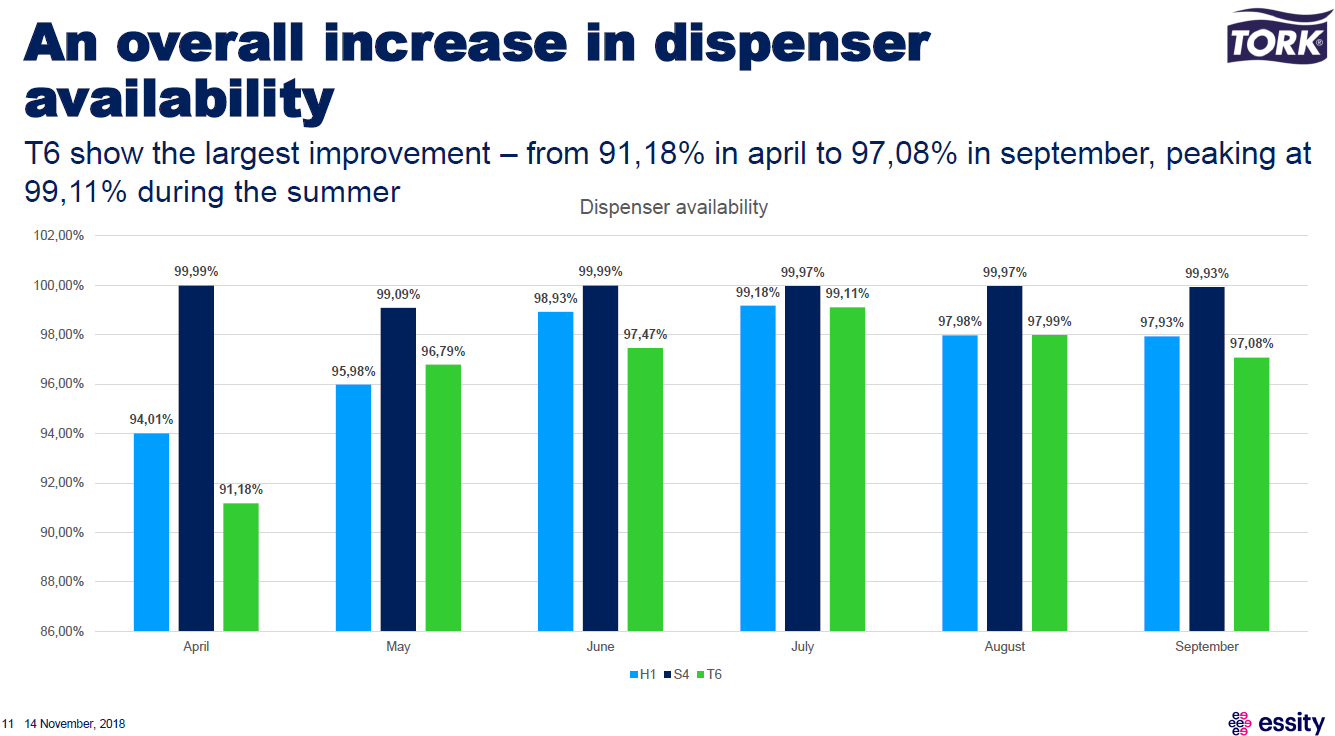 An overall increase in dispenser
availability
TORK®
T6 show the largest improvement – from 91,18% in april to 97,08% in september, peaking at
99,11% during the summer
Dispenser availability
102,00%
100,00%
98,00%
96,00%
94,00%
92,00%
90,00%
88,00%
86,00%
94,01%
99,99%
91,18%
95,98%
99,09%
96,79%
98,93%
99,99%
97,47%
99,18%
99,97%
99,11%
97,98%
99,97%
97,99%
97,93%
99,93%
97,08%
April May June July August September
H1 S4 T6
11 14 November, 2018
essity